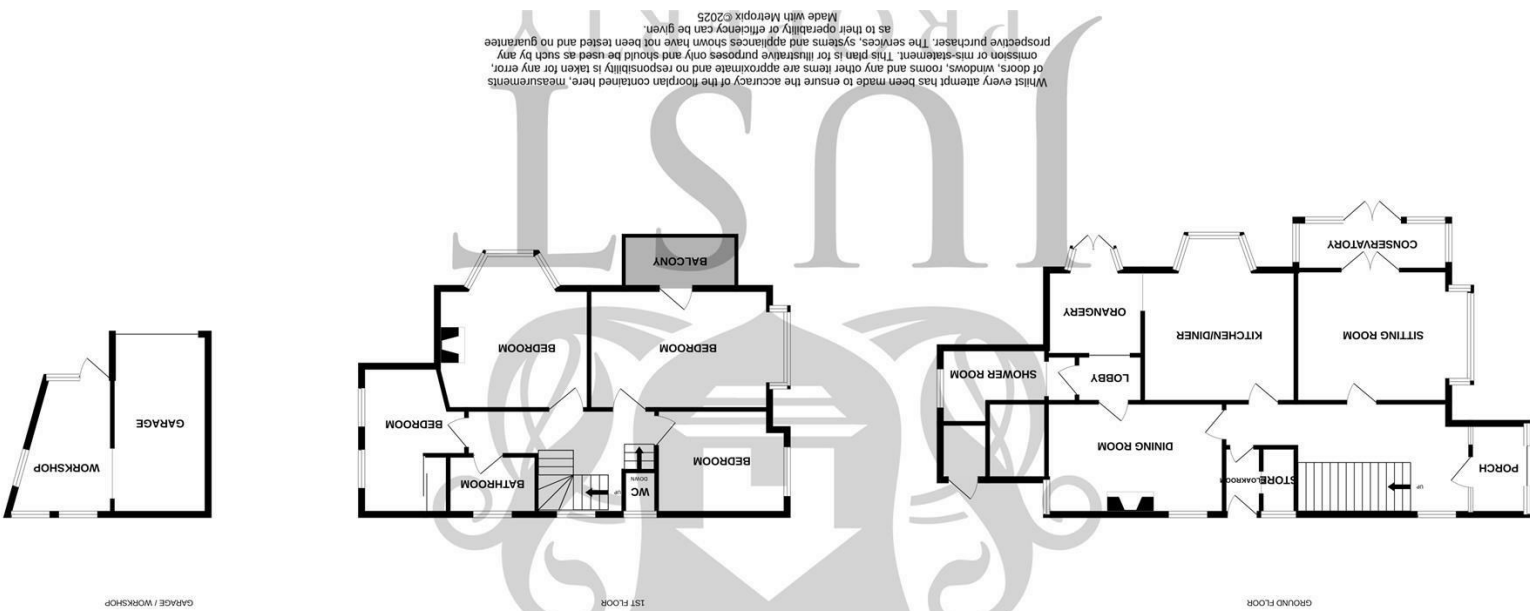 GROUND FLOOR
1ST FLOOR
GARAGE / WORKSHOP
PORCH
UP
STORE
CLOAKROOM
DINING ROOM
SITTING ROOM
KITCHEN/DINER
LOBBY
SHOWER ROOM
ORANGERY
CONSERVATORY
BEDROOM
WC
DOWN
UP
BATHROOM
BEDROOM
BEDROOM
BEDROOM
BALCONY
WORKSHOP
GARAGE
JUST
PROPERTY
Whilst every attempt has been made to ensure the accuracy of the floorplan contained here, measurements
of doors, windows, rooms and any other items are approximate and no responsibility is taken for any error,
omission or mis-statement. This plan is for illustrative purposes only and should be used as such by any
prospective purchaser. The services, systems and appliances shown have not been tested and no guarantee
as to their operability or efficiency can be given.
Made with Metropix ©2025